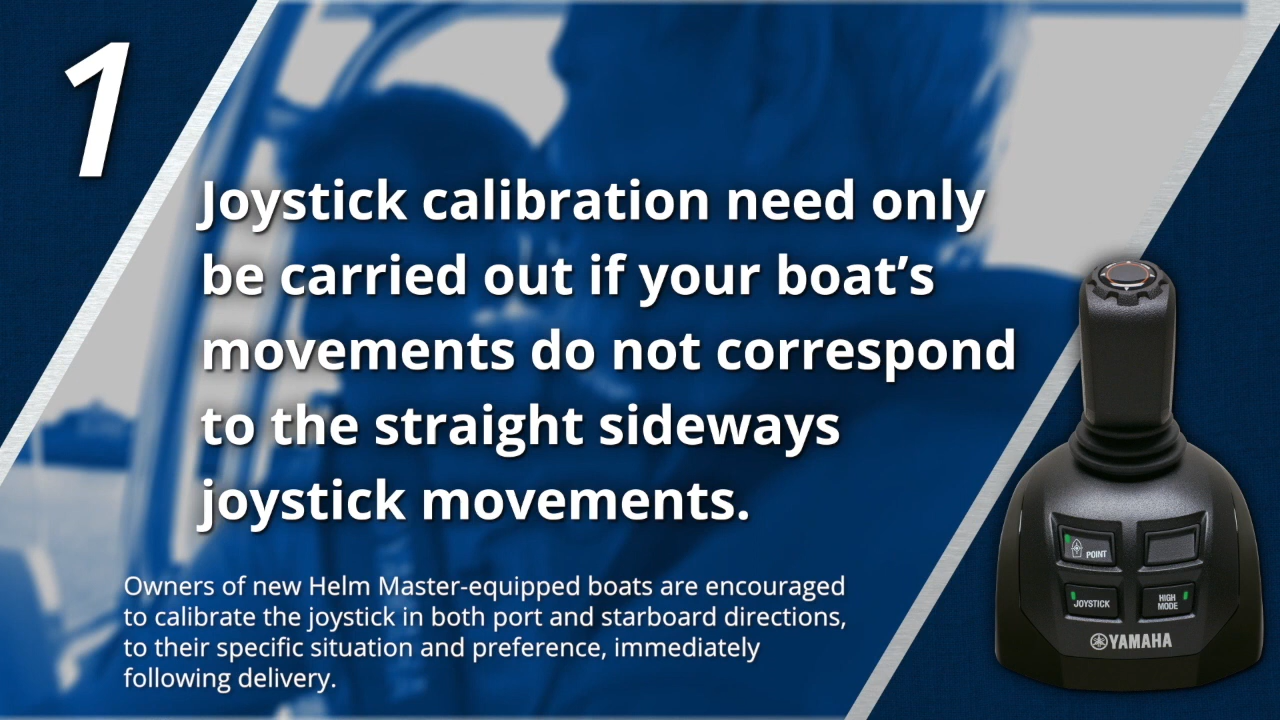 1
Joystick calibration need only
be carried out if your boat’s
movements do not correspond
to the straight sideways
joystick movements.
Owners of new Helm Master-equipped boats are encouraged
to calibrate the joystick in both port and starboard directions,
to their specific situation and preference, immediately
following delivery.
POINT
JOYSTICK
HIGH
MODE
YAMAHA